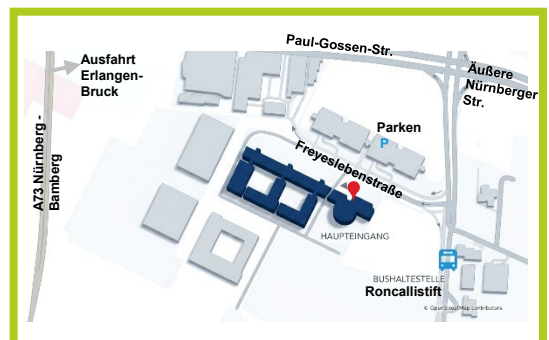 Paul-Gossen-Str.
Ausfahrt
Erlangen-
Bruck
Äußere
Nürnberger
Str.
Parken
P
Freyeslebenstraße
A73 Nürnberg -
Bamberg
HAUPTEINGANG
BUSHALTESTELLE
Roncallistift
© OpenStreetMap contributors